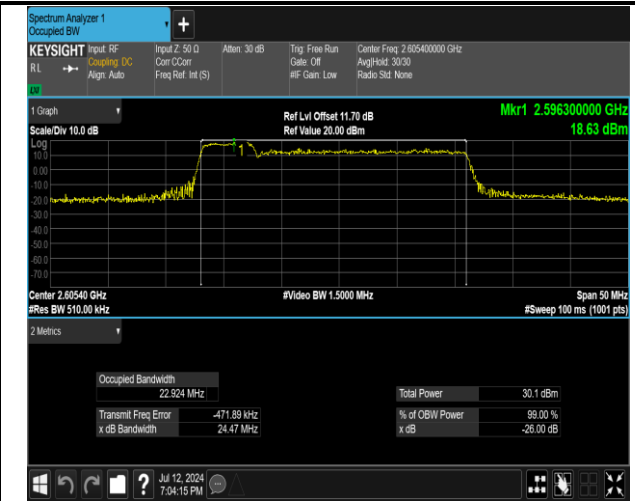 Spectrum Analyzer 1
Occupied BW
+
KEYSIGHT Input: RF Input Z: 50 Ω Atten: 30 dB Trig: Free Run Center Freq: 2.605400000 GHz
RL Coupling: DC Corr CCorr Gate: Off Avg|Hold: 30/30
Align: Auto Freq Ref: Int (S) #IF Gain: Low Radio Std: None
1 Graph Ref Lvl Offset 11.70 dB Mkr1 2.596300000 GHz
Scale/Div 10.0 dB Ref Value 20.00 dBm 18.63 dBm
Log
10.0
0.00
-10.0
-20.0
-30.0
-40.0
-50.0
-60.0
-70.0
1
Center 2.60540 GHz #Video BW 1.5000 MHz Span 50 MHz
#Res BW 510.00 kHz #Sweep 100 ms (1001 pts)
2 Metrics
Occupied Bandwidth
22.924 MHz Total Power 30.1 dBm
Transmit Freq Error -471.89 kHz % of OBW Power 99.00 %
x dB Bandwidth 24.47 MHz x dB -26.00 dB
? Jul 12, 2024
7:04:15 PM